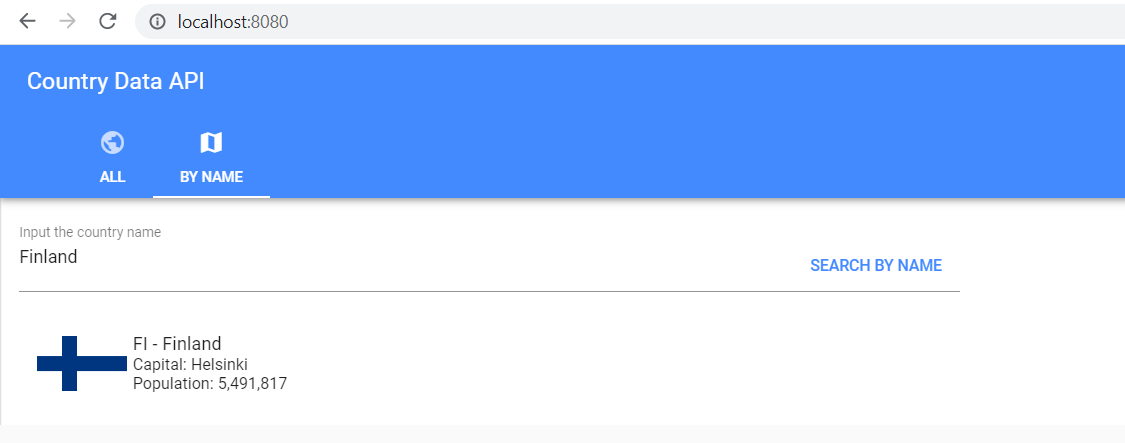 localhost:8080
Country Data API
ALL
BY NAME
Input the country name
Finland
SEARCH BY NAME
FI - Finland
Capital: Helsinki
Population: 5,491,817